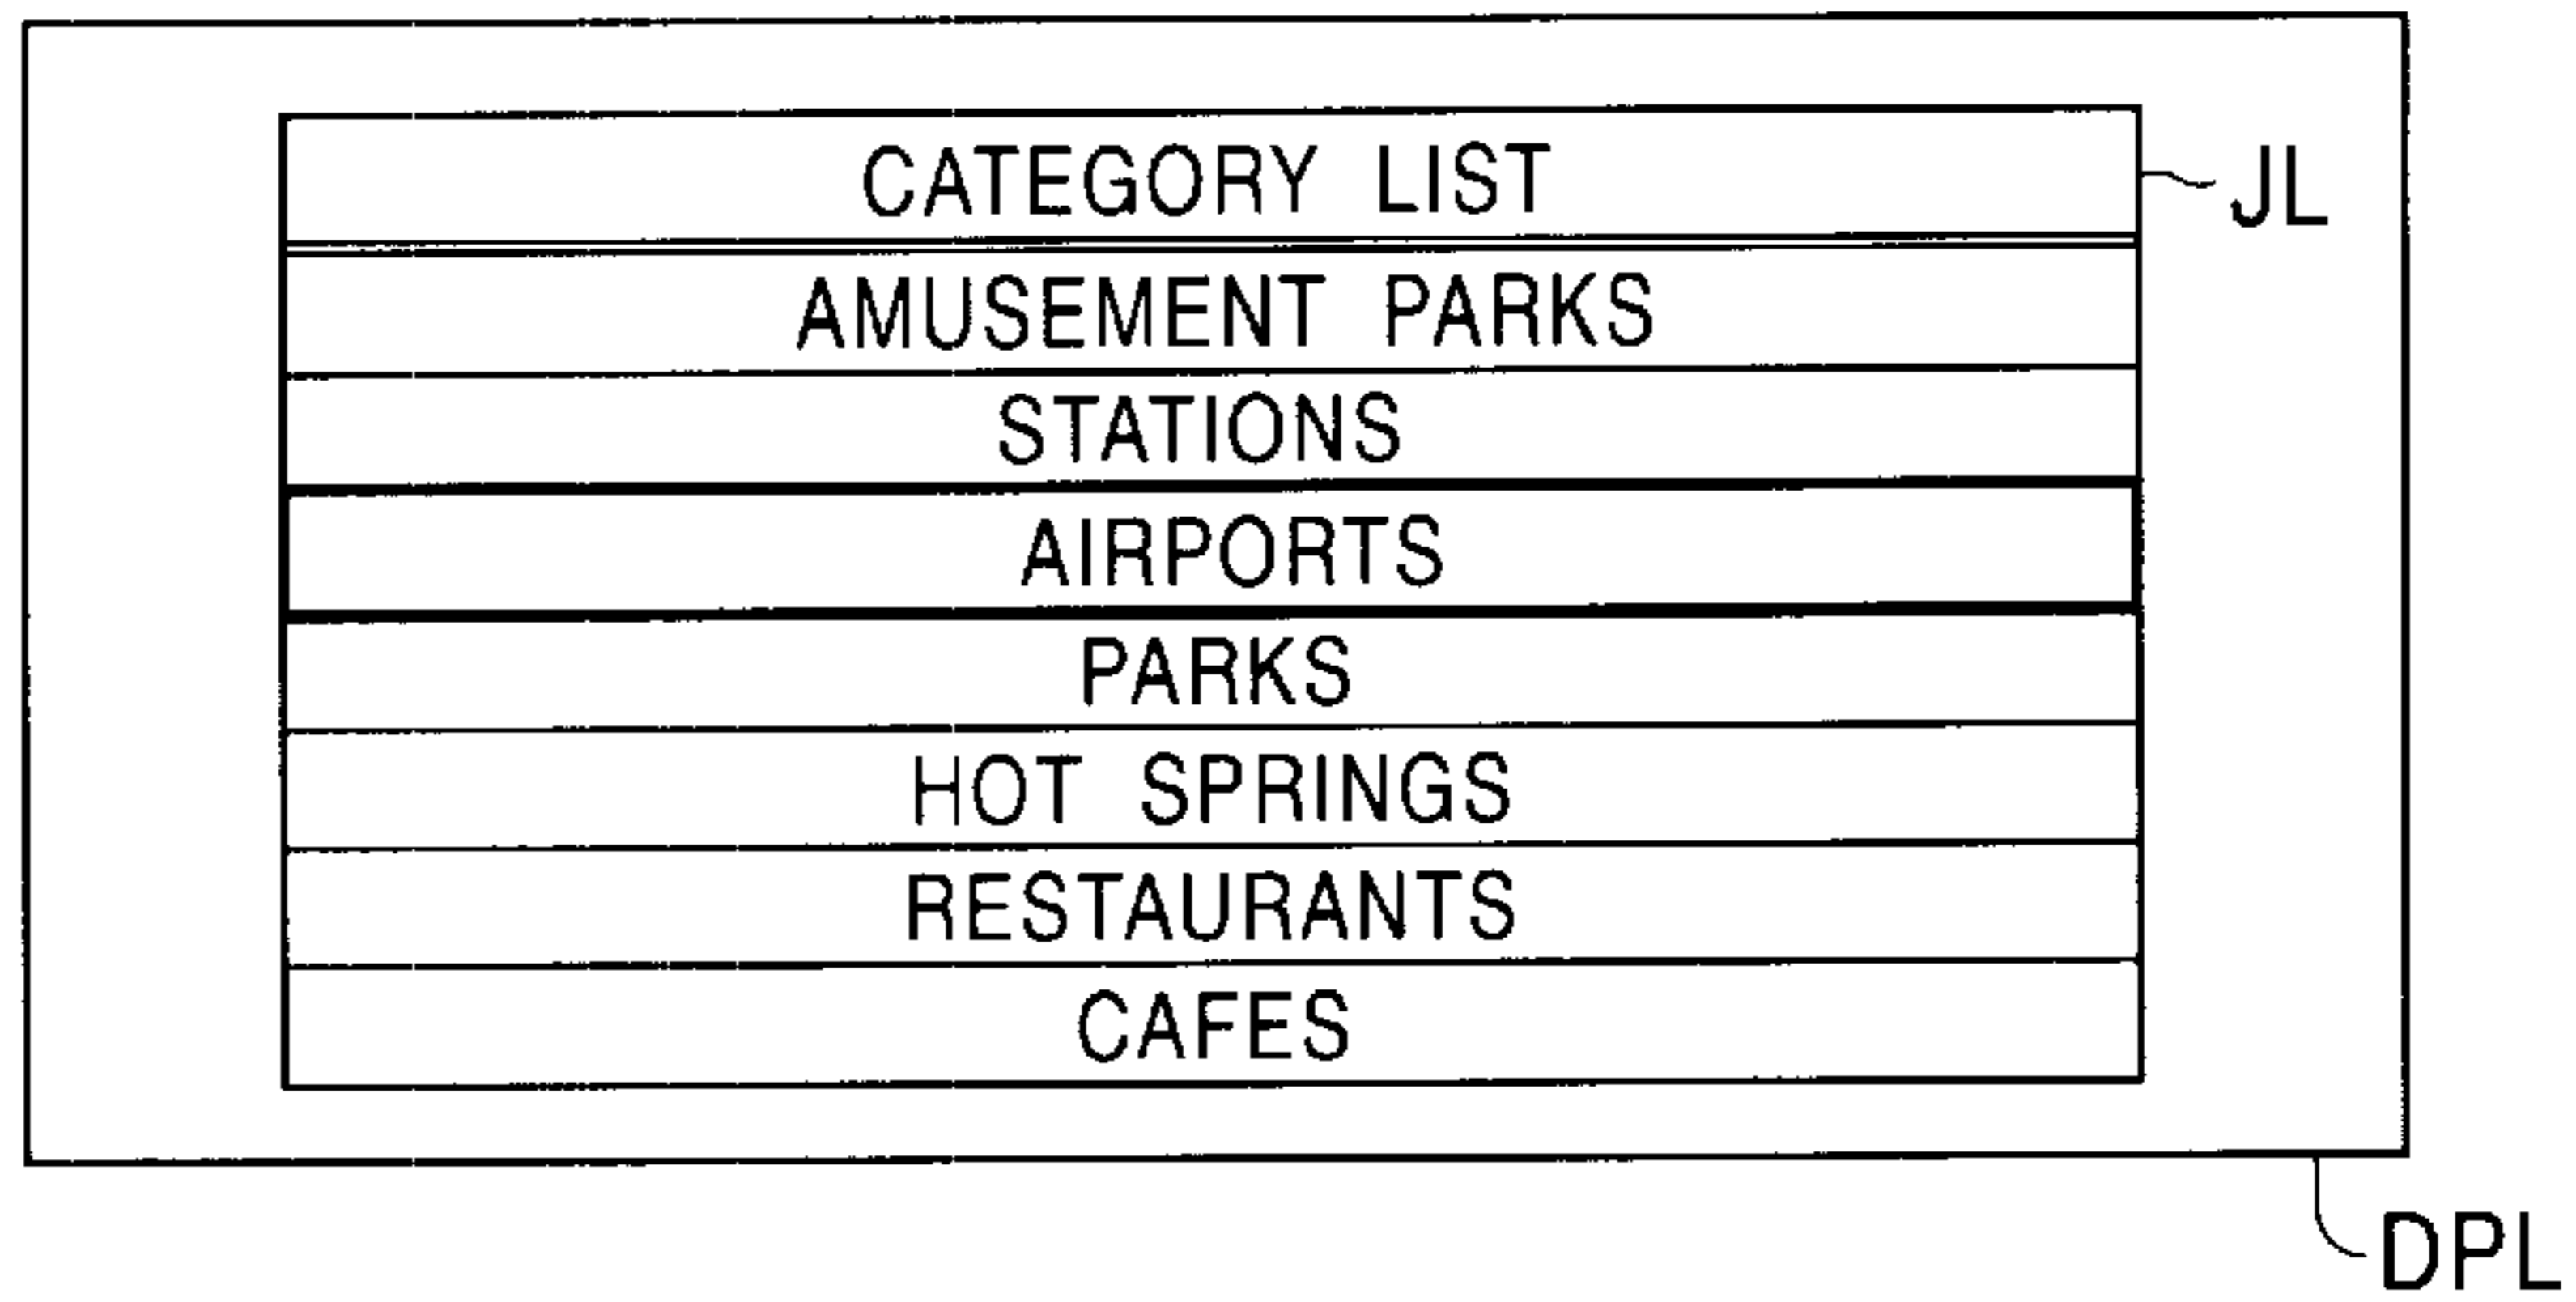 CATEGORY LIST
JL
AMUSEMENT PARKS
STATIONS
AIRPORTS
PARKS
HOT SPRINGS
RESTAURANTS
CAFES
DPL